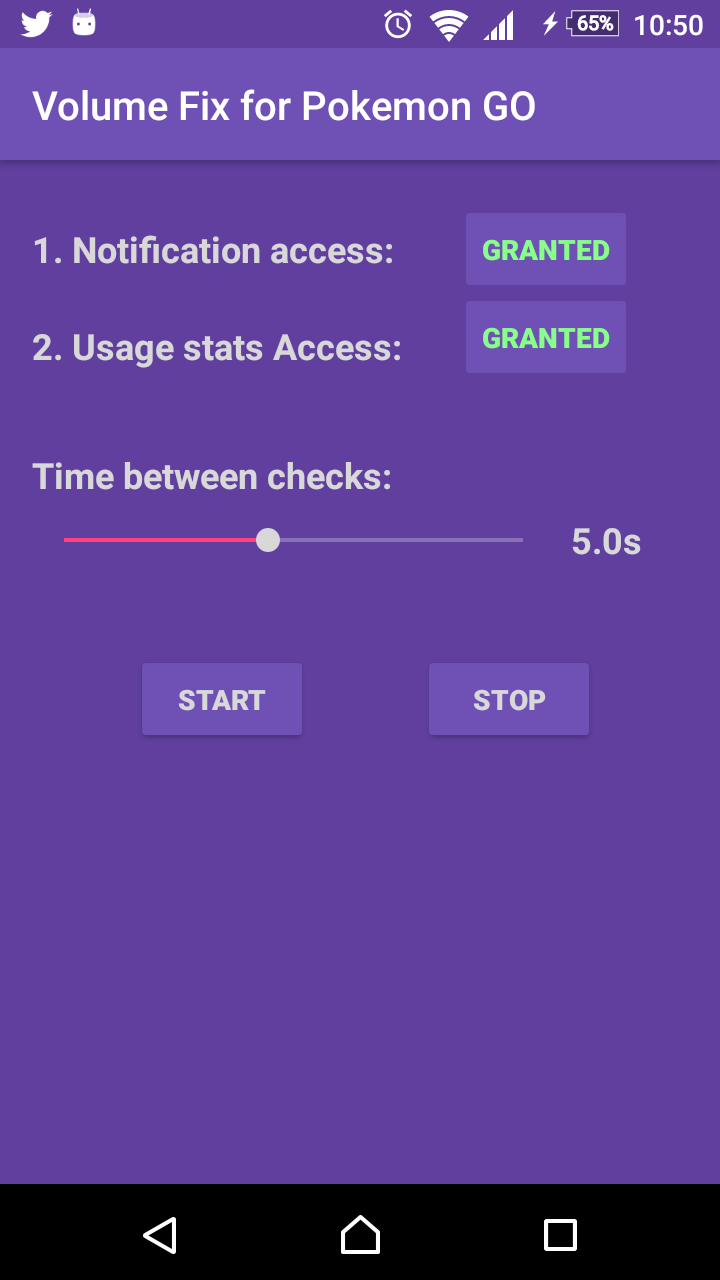 65% 10:50
Volume Fix for Pokemon GO
1. Notification access: GRANTED
2. Usage stats Access: GRANTED
Time between checks:
5.0s
START STOP